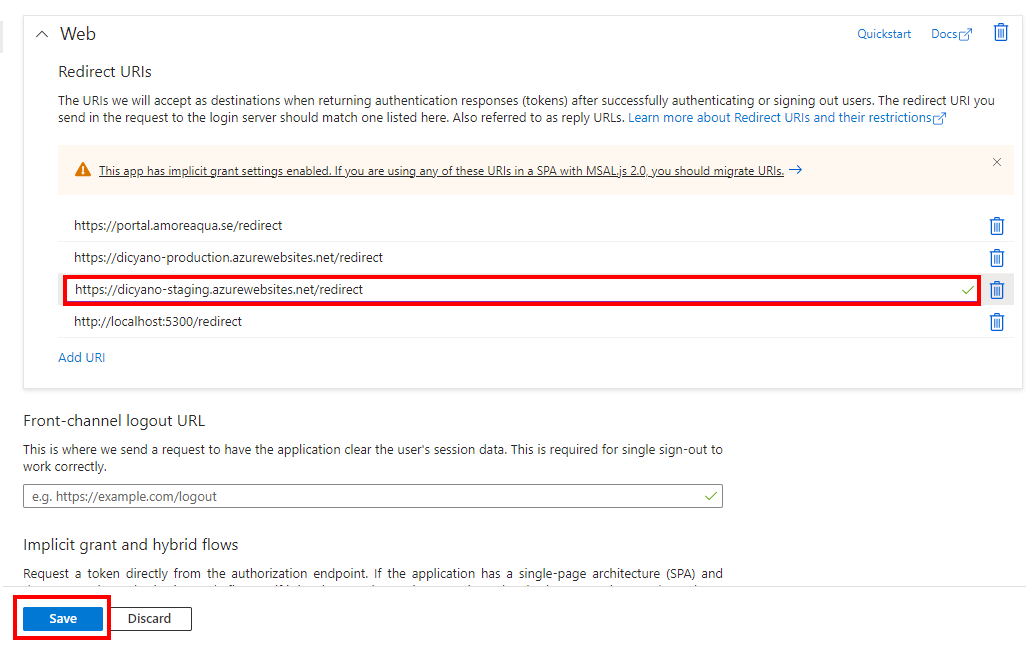 Web
Quickstart
Docs
Redirect URIs
The URIs we will accept as destinations when returning authentication responses (tokens) after successfully authenticating or signing out users. The redirect URI you
send in the request to the login server should match one listed here. Also referred to as reply URLs. Learn more about Redirect URIs and their restrictions
This app has implicit grant settings enabled. If you are using any of these URIs in a SPA with MSAL.js 2.0, you should migrate URIs.
https://portal.amoreaqua.se/redirect
https://dicyano-production.azurewebsites.net/redirect
https://dicyano-staging.azurewebsites.net/redirect
http://localhost:5300/redirect
Add URI
Front-channel logout URL
This is where we send a request to have the application clear the user's session data. This is required for single sign-out to
work correctly.
e.g. https://example.com/logout
Implicit grant and hybrid flows
Request a token directly from the authorization endpoint. If the application has a single-page architecture (SPA) and
Save
Discard